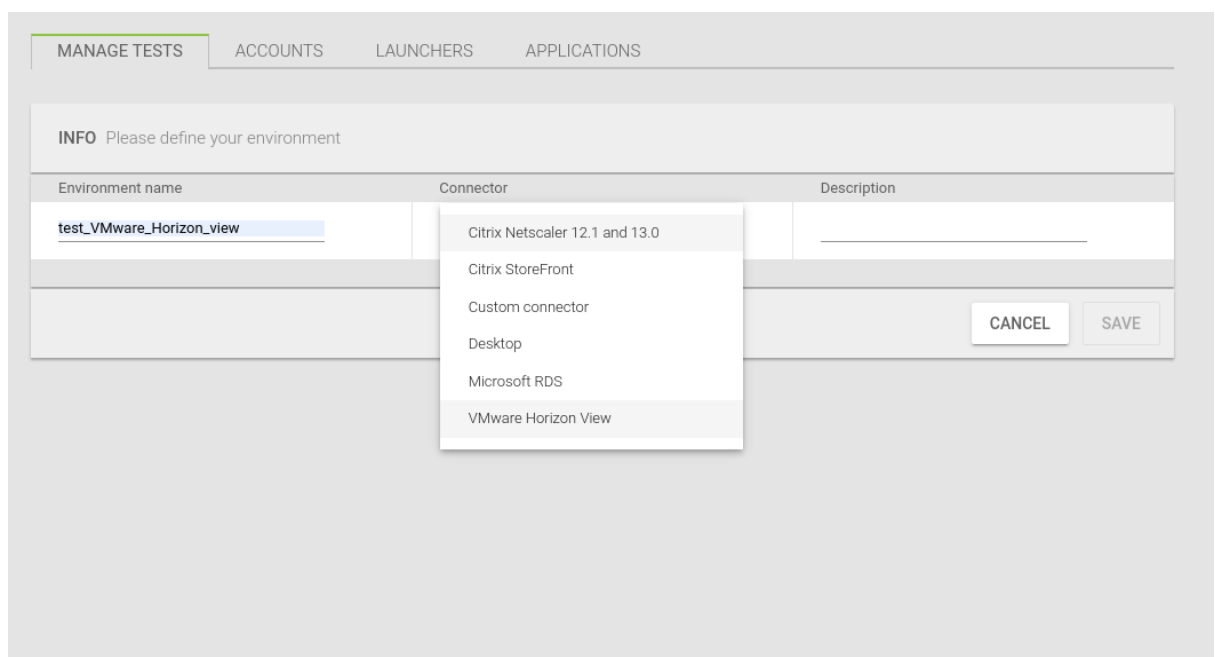 MANAGE TESTS ACCOUNTS LAUNCHERS APPLICATIONS
INFO Please define your environment
Environment name Connector Description
test_VMware_Horizon_view
Citrix Netscaler 12.1 and 13.0
Citrix StoreFront
Custom connector
Desktop
Microsoft RDS
VMware Horizon View
CANCEL SAVE